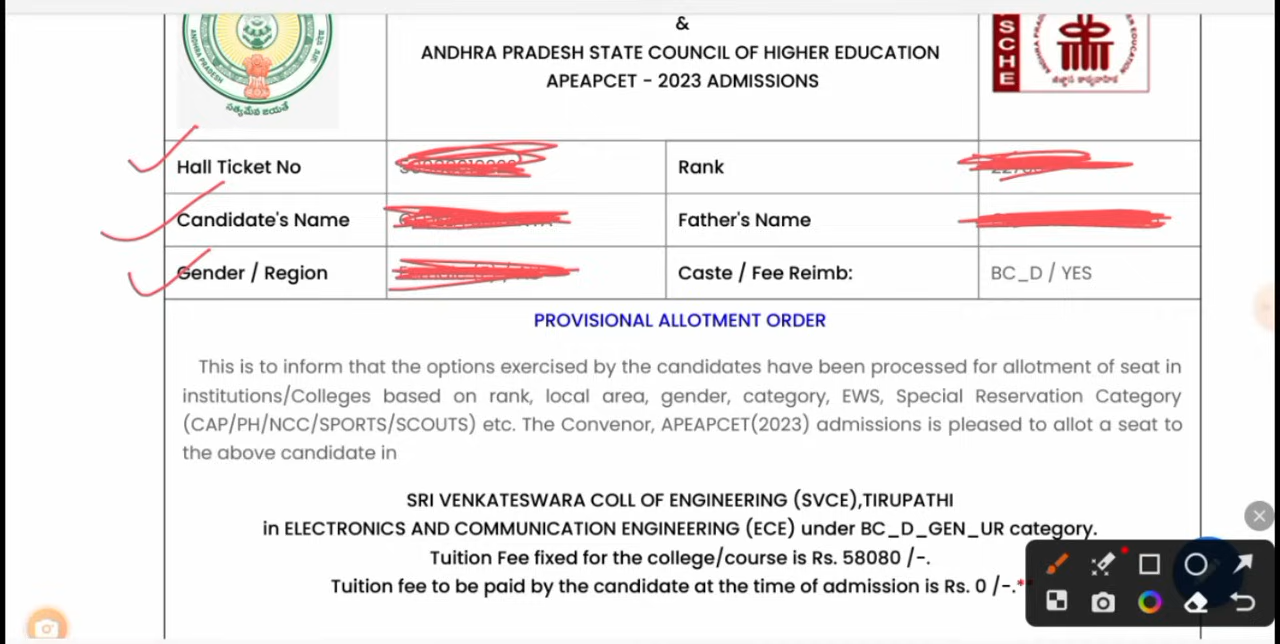 &
ANDHRA PRADESH STATE COUNCIL OF HIGHER EDUCATION
APEAPCET - 2023 ADMISSIONS
ANDHRA PRADESH
సత్యమేవ జయతే
SCHE
Hall Ticket No Rank
Candidate's Name Father's Name
Gender / Region Caste / Fee Reimb: BC_D / YES
PROVISIONAL ALLOTMENT ORDER
This is to inform that the options exercised by the candidates have been processed for allotment of seat in
institutions/Colleges based on rank, local area, gender, category, EWS, Special Reservation Category
(CAP/PH/NCC/SPORTS/SCOUTS) etc. The Convenor, APEAPCET(2023) admissions is pleased to allot a seat to
the above candidate in
SRI VENKATESWARA COLL OF ENGINEERING (SVCE),TIRUPATHI
in ELECTRONICS AND COMMUNICATION ENGINEERING (ECE) under BC_D_GEN_UR category.
Tuition Fee fixed for the college/course is Rs. 58080 /-.
Tuition fee to be paid by the candidate at the time of admission is Rs. 0 /-.*